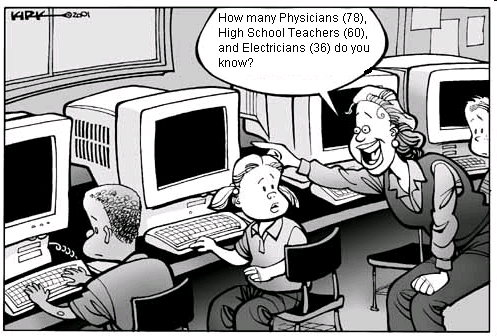 KIRK ©2001
How many Physicians (78),
High School Teachers (60),
and Electricians (36) do you
know?